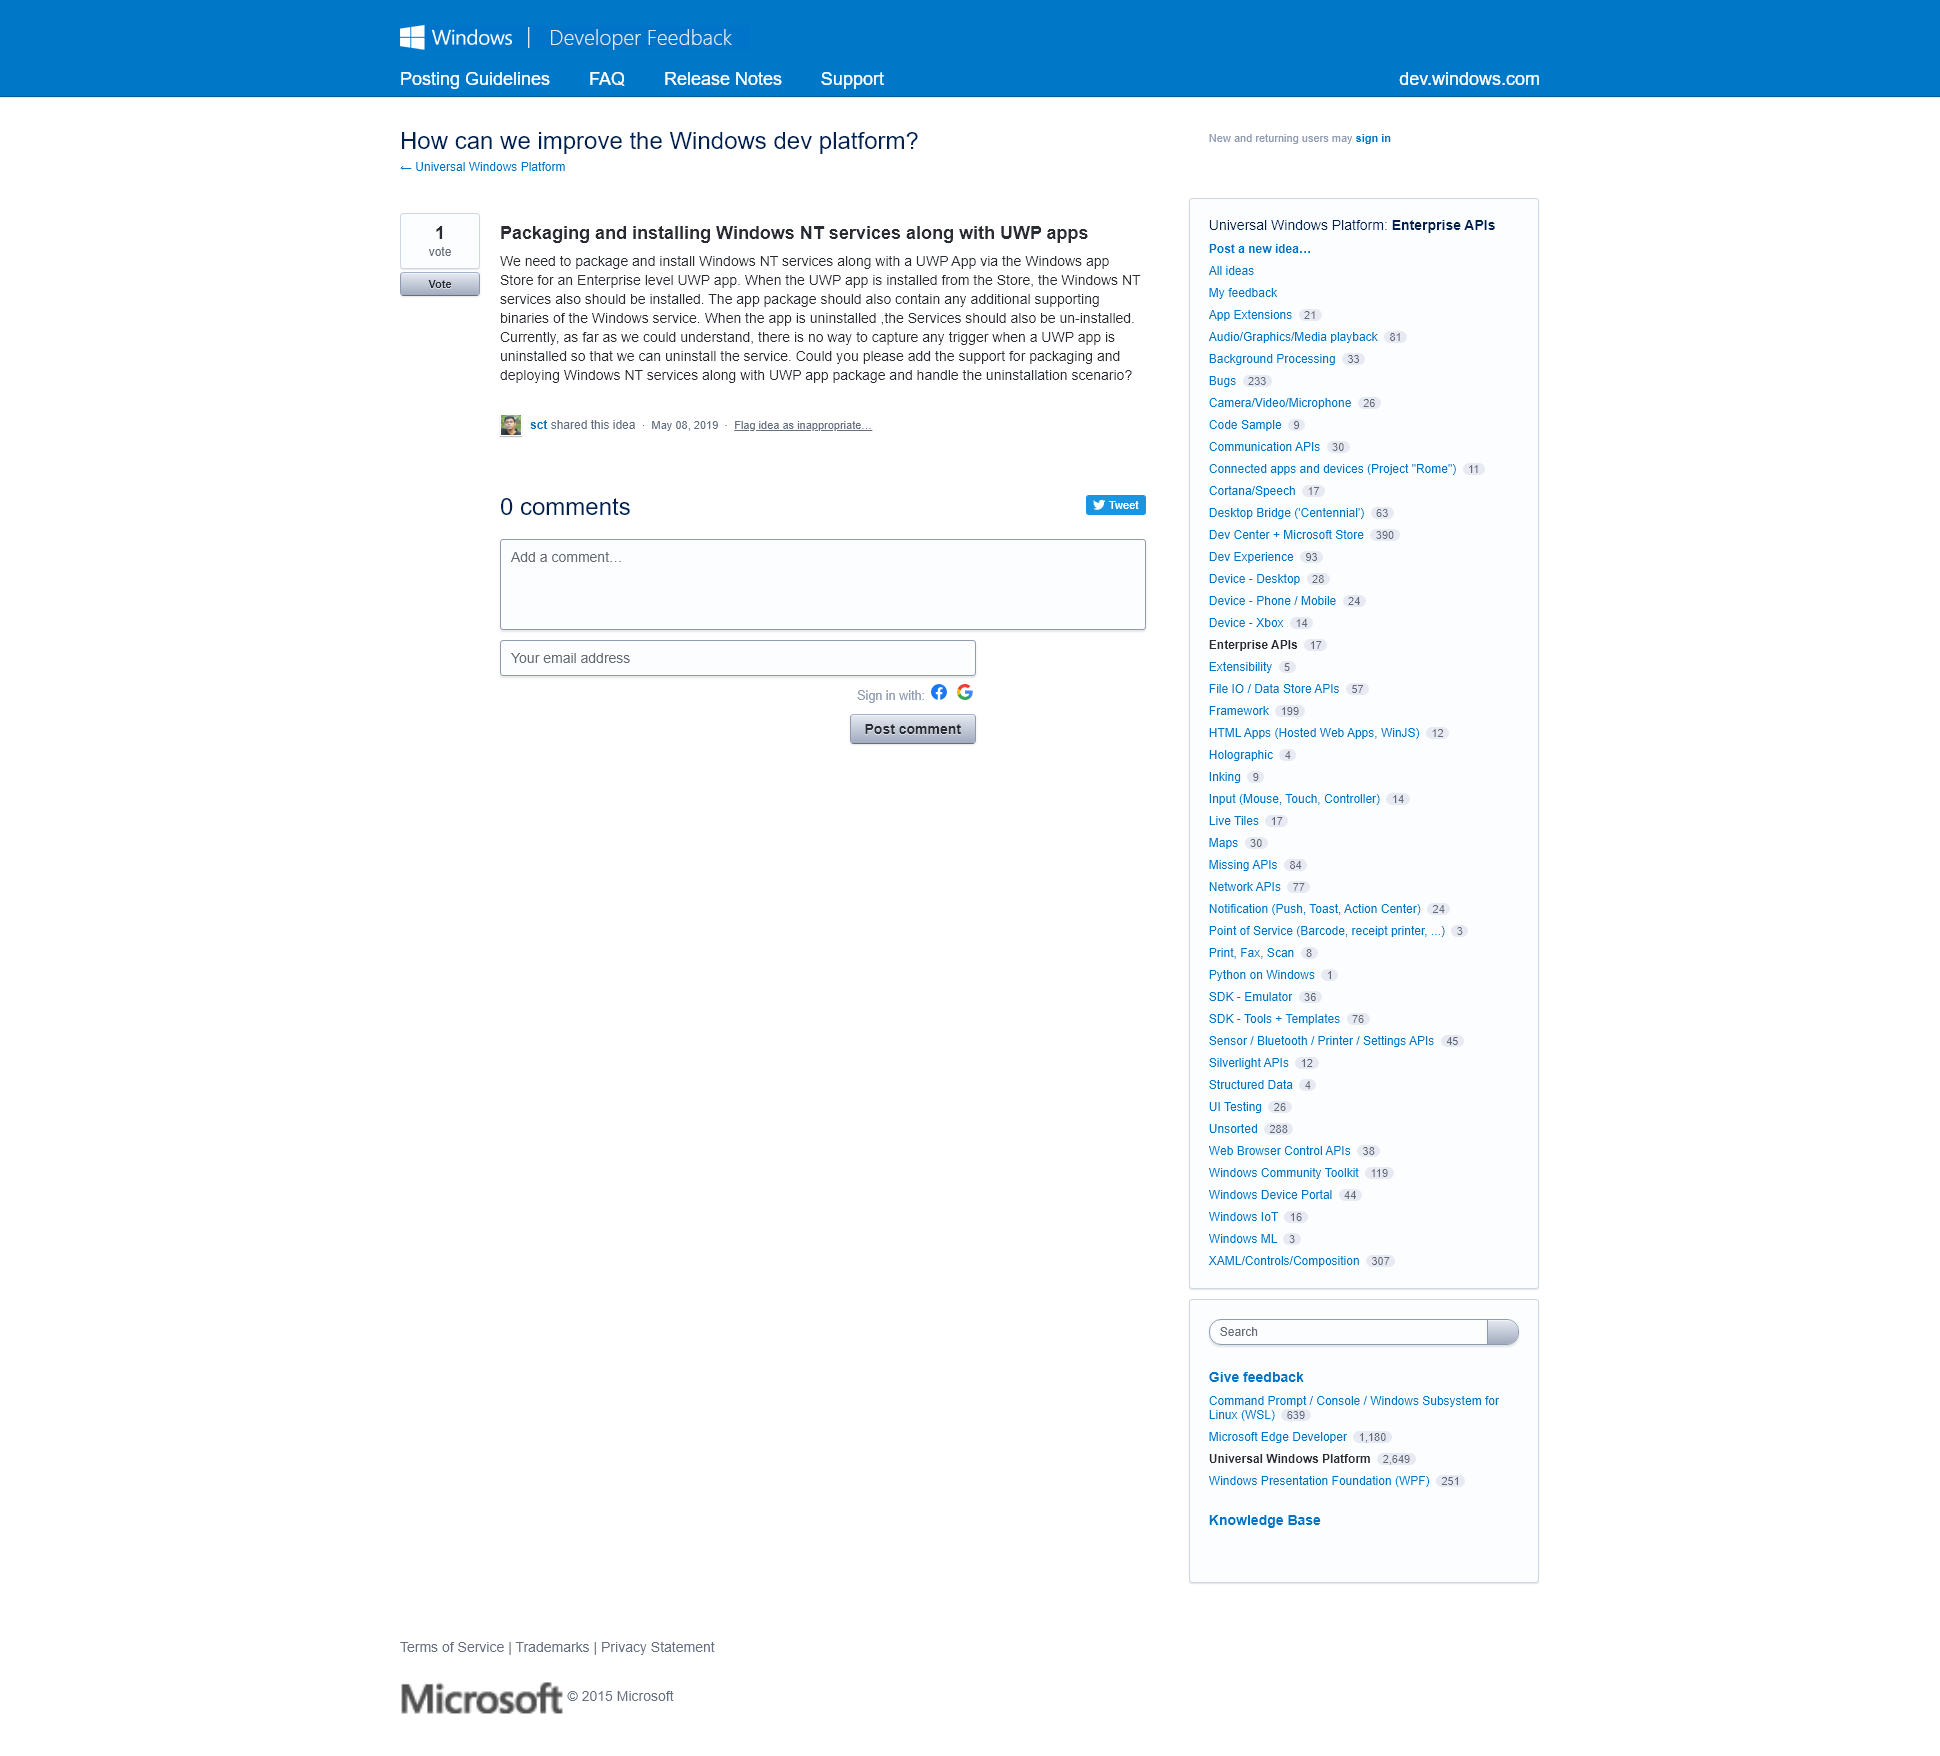 Windows | Developer Feedback
Posting Guidelines FAQ Release Notes Support dev.windows.com
How can we improve the Windows dev platform?
← Universal Windows Platform
New and returning users may sign in
1
vote
Vote
Packaging and installing Windows NT services along with UWP apps
We need to package and install Windows NT services along with a UWP App via the Windows app
Store for an Enterprise level UWP app. When the UWP app is installed from the Store, the Windows NT
services also should be installed. The app package should also contain any additional supporting
binaries of the Windows service. When the app is uninstalled ,the Services should also be un-installed.
Currently, as far as we could understand, there is no way to capture any trigger when a UWP app is
uninstalled so that we can uninstall the service. Could you please add the support for packaging and
deploying Windows NT services along with UWP app package and handle the uninstallation scenario?
sct shared this idea · May 08, 2019 · Flag idea as inappropriate…
0 comments
Tweet
Add a comment…
Your email address
Sign in with:
Post comment
Universal Windows Platform: Enterprise APIs
Post a new idea…
All ideas
My feedback
App Extensions 21
Audio/Graphics/Media playback 81
Background Processing 33
Bugs 233
Camera/Video/Microphone 26
Code Sample 9
Communication APIs 30
Connected apps and devices (Project "Rome") 11
Cortana/Speech 17
Desktop Bridge ('Centennial') 63
Dev Center + Microsoft Store 390
Dev Experience 93
Device - Desktop 28
Device - Phone / Mobile 24
Device - Xbox 14
Enterprise APIs 17
Extensibility 5
File IO / Data Store APIs 57
Framework 199
HTML Apps (Hosted Web Apps, WinJS) 12
Holographic 4
Inking 9
Input (Mouse, Touch, Controller) 14
Live Tiles 17
Maps 30
Missing APIs 84
Network APIs 77
Notification (Push, Toast, Action Center) 24
Point of Service (Barcode, receipt printer, ...) 3
Print, Fax, Scan 8
Python on Windows 1
SDK - Emulator 36
SDK - Tools + Templates 76
Sensor / Bluetooth / Printer / Settings APIs 45
Silverlight APIs 12
Structured Data 4
UI Testing 26
Unsorted 288
Web Browser Control APIs 38
Windows Community Toolkit 119
Windows Device Portal 44
Windows IoT 16
Windows ML 3
XAML/Controls/Composition 307
Search
Give feedback
Command Prompt / Console / Windows Subsystem for
Linux (WSL) 639
Microsoft Edge Developer 1,180
Universal Windows Platform 2,649
Windows Presentation Foundation (WPF) 251
Knowledge Base
Terms of Service | Trademarks | Privacy Statement
Microsoft © 2015 Microsoft